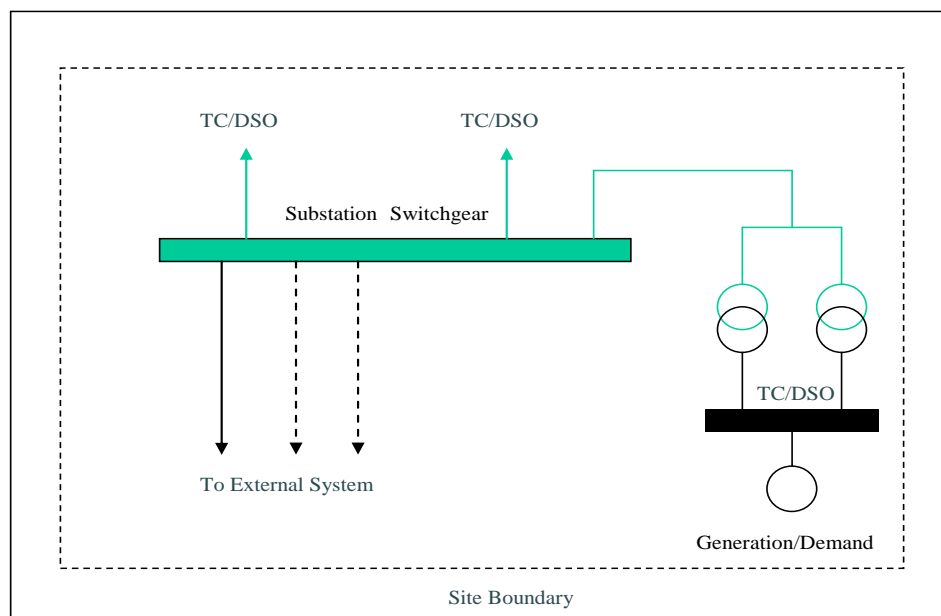 TC/DSO
TC/DSO
Substation Switchgear
TC/DSO
To External System
Generation/Demand
Site Boundary